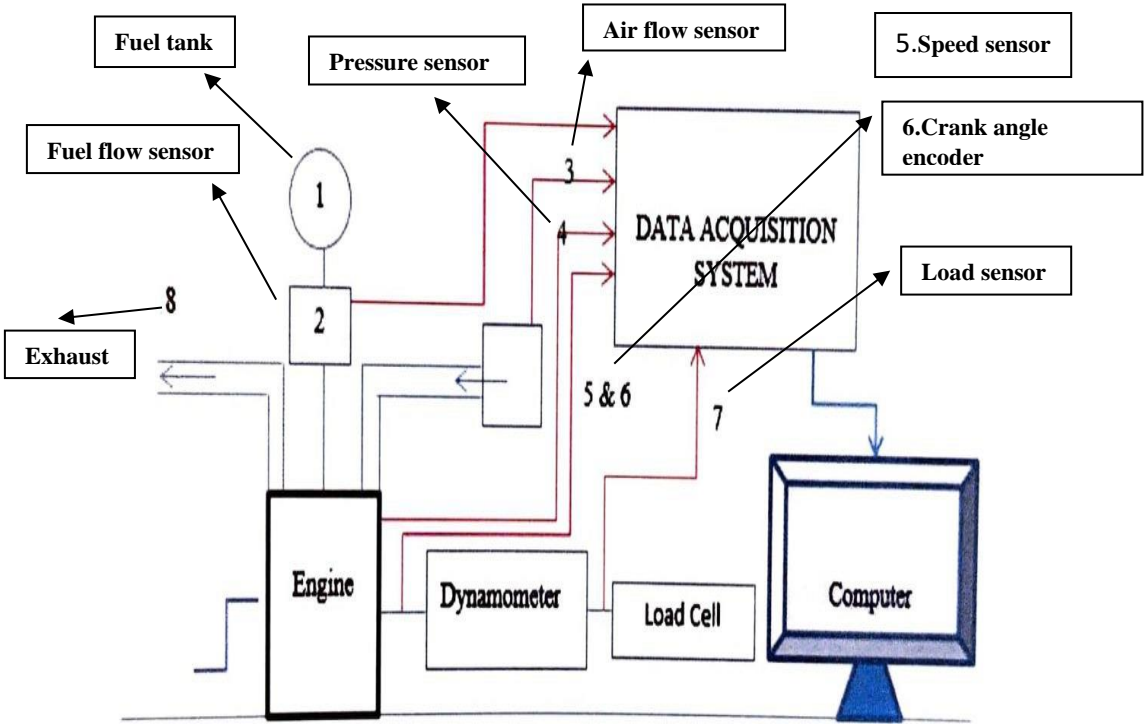 Fuel tank
Air flow sensor
5.Speed sensor
Pressure sensor
6.Crank angle
encoder
Fuel flow sensor
1
3
4
DATA ACQUISITION
SYSTEM
Load sensor
8
2
Exhaust
5 & 6
7
Engine
Dynamometer
Load Cell
Computer